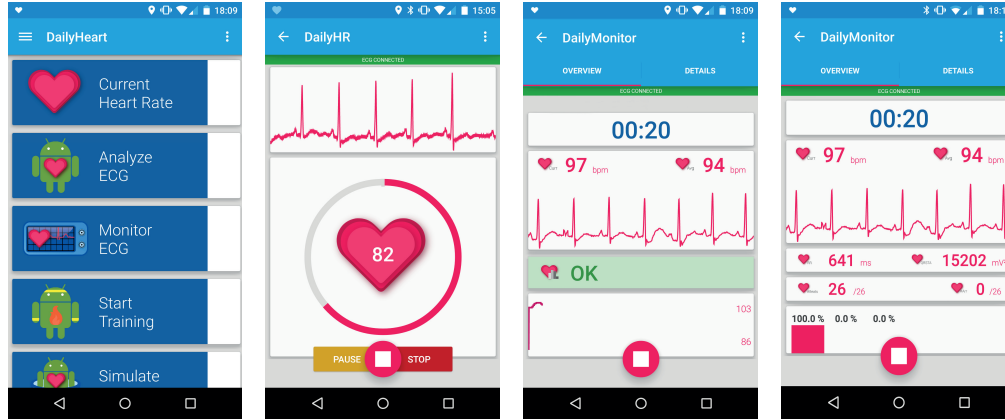 18:09
DailyHeart
Current
Heart Rate
Analyze
ECG
Monitor
ECG
Start
Training
Simulate
15:05
DailyHR
ECG CONNECTED
82
PAUSE
STOP
18:09
DailyMonitor
OVERVIEW DETAILS
ECG CONNECTED
00:20
97 bpm 94 bpm
OK
103
86
DailyMonitor
OVERVIEW DETAILS
ECG CONNECTED
00:20
97 bpm Avg 94 bpm
641 ms 15202
26 /26 0 /26
100.0 % 0.0 % 0.0 %